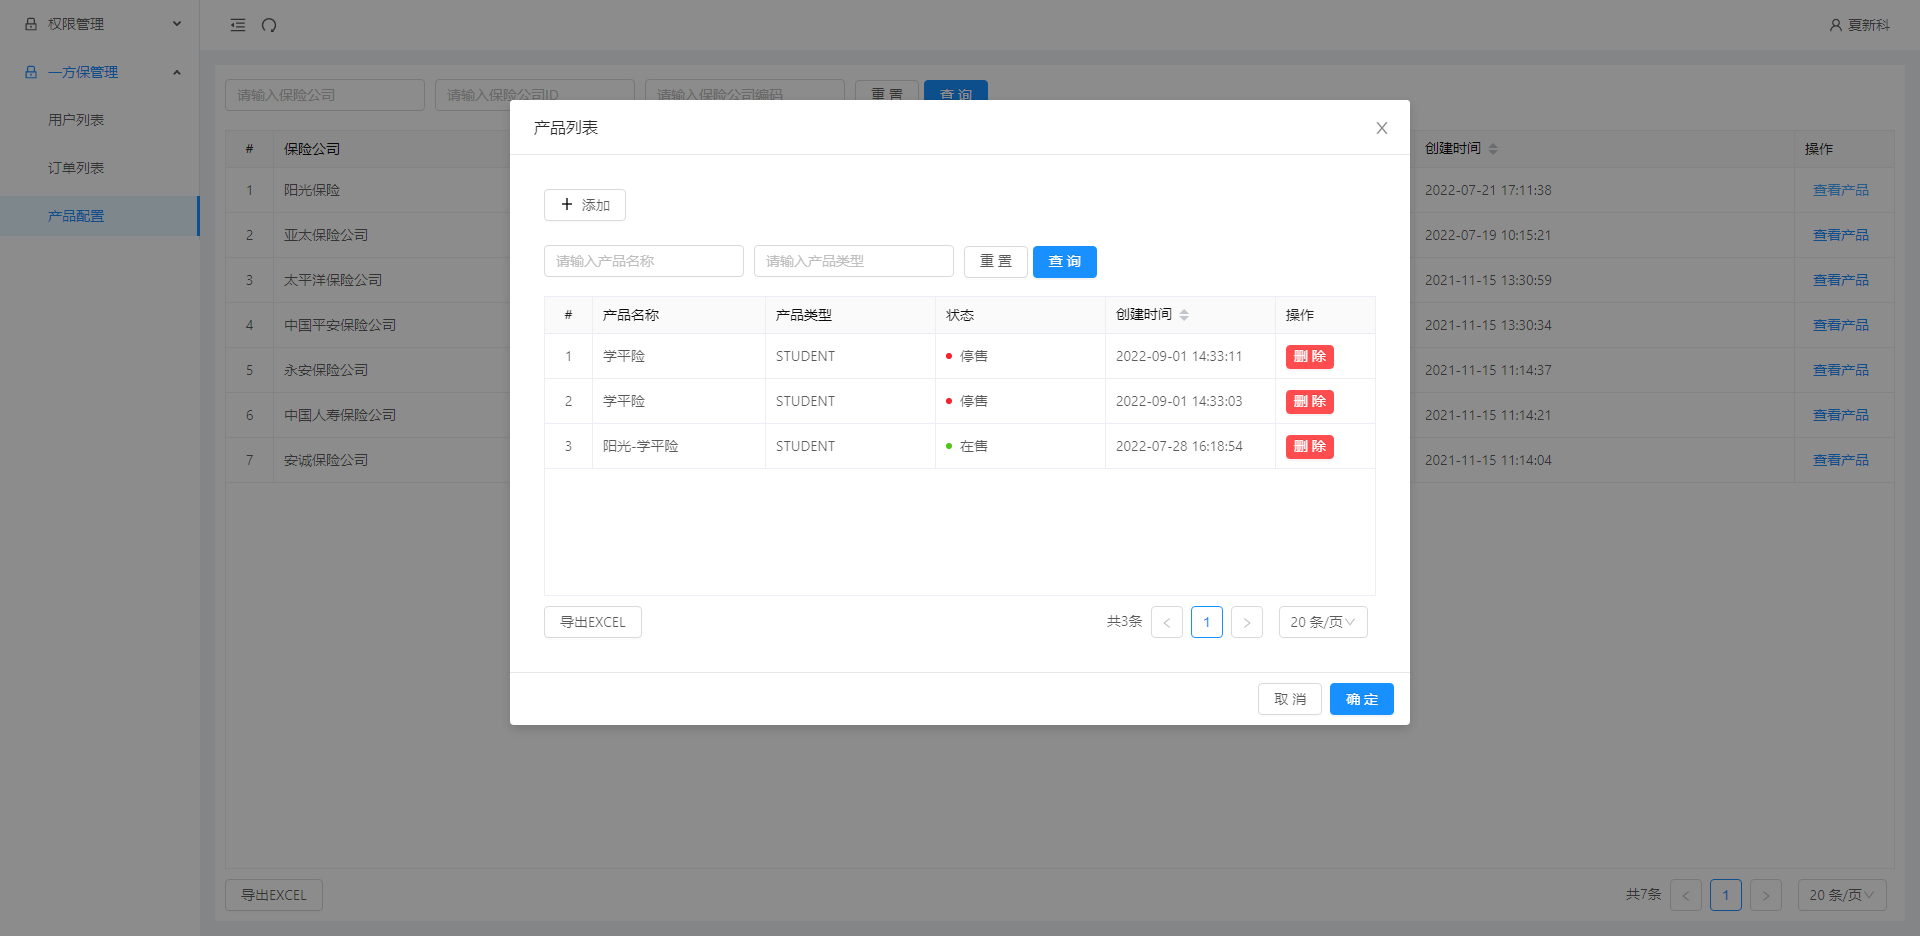 权限管理
一方保管理
用户列表
订单列表
产品配置
夏新科
请输入保险公司 请输入保险公司ID 请输入保险公司编码 重 置 查 询
# 保险公司 创建时间 操作
1 阳光保险 2022-07-21 17:11:38 查看产品
2 亚太保险公司 2022-07-19 10:15:21 查看产品
3 太平洋保险公司 2021-11-15 13:30:59 查看产品
4 中国平安保险公司 2021-11-15 13:30:34 查看产品
5 永安保险公司 2021-11-15 11:14:37 查看产品
6 中国人寿保险公司 2021-11-15 11:14:21 查看产品
7 安诚保险公司 2021-11-15 11:14:04 查看产品
导出EXCEL 共7条 < 1 > 20 条/页
产品列表
+ 添加
请输入产品名称 请输入产品类型 重 置 查 询
# 产品名称 产品类型 状态 创建时间 操作
1 学平险 STUDENT 停售 2022-09-01 14:33:11 删 除
2 学平险 STUDENT 停售 2022-09-01 14:33:03 删 除
3 阳光-学平险 STUDENT 在售 2022-07-28 16:18:54 删 除
导出EXCEL 共3条 < 1 > 20 条/页
取 消 确 定